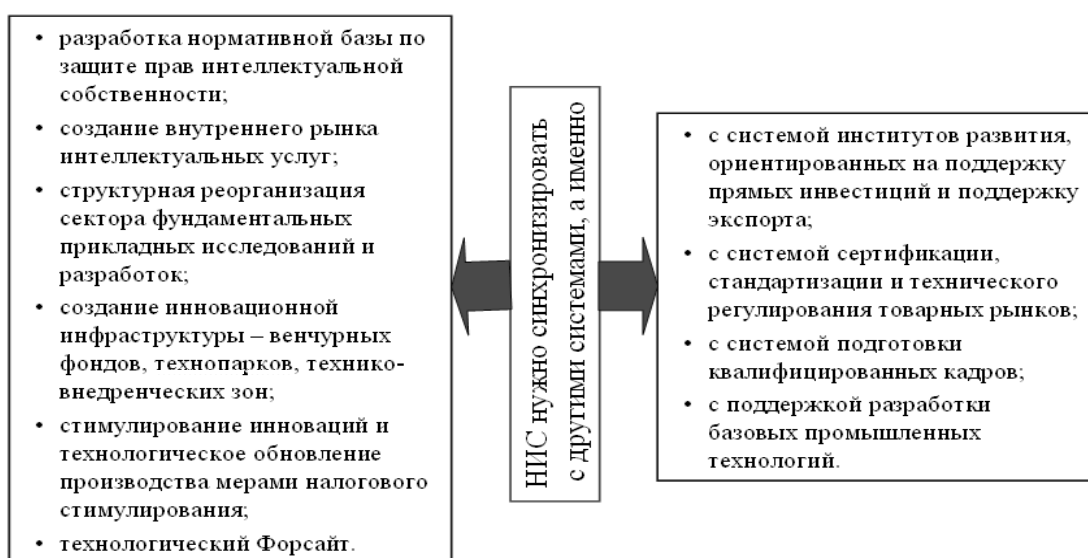 • разработка нормативной базы по
защите прав интеллектуальной
собственности;
• создание внутреннего рынка
интеллектуальных услуг;
• структурная реорганизация
сектора фундаментальных
прикладных исследований и
разработок;
• создание инновационной
инфраструктуры – венчурных
фондов, технопарков, технико-
внедренческих зон;
• стимулирование инноваций и
технологическое обновление
производства мерами налогового
стимулирования;
• технологический Форсайт.
НИС нужно синхронизировать
с другими системами, а именно
• с системой институтов развития,
ориентированных на поддержку
прямых инвестиций и поддержку
экспорта;
• с системой сертификации,
стандартизации и технического
регулирования товарных рынков;
• с системой подготовки
квалифицированных кадров;
• с поддержкой разработки
базовых промышленных
технологий.